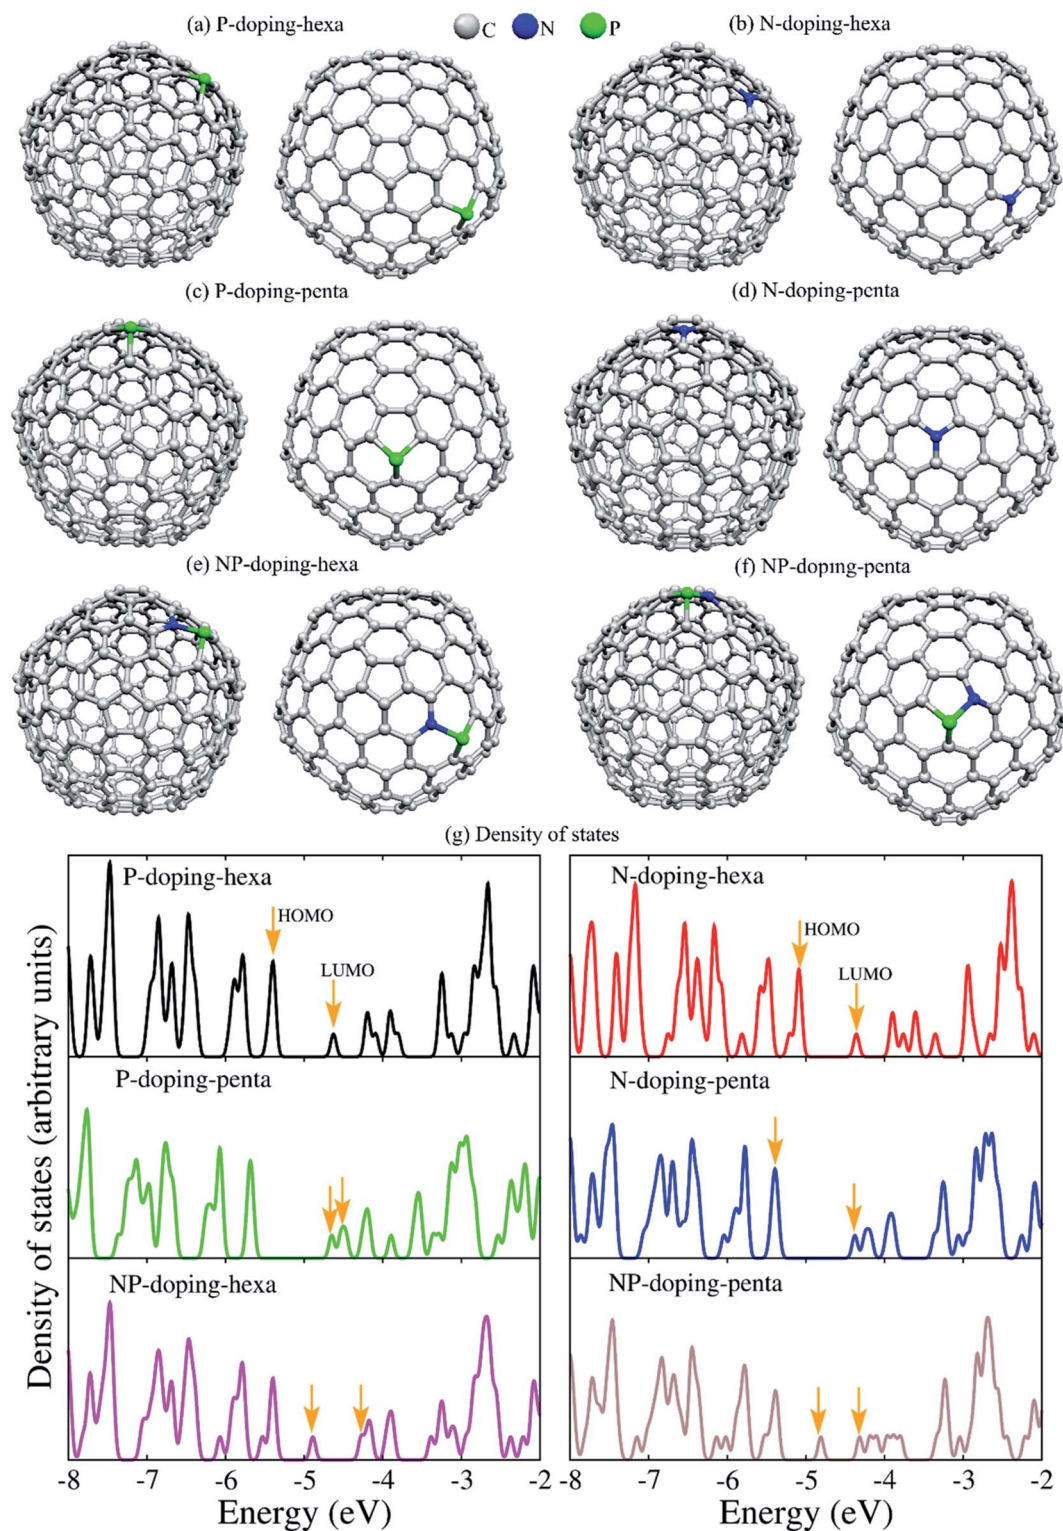 (a) P-doping-hexa
C N P
(b) N-doping-hexa
(c) P-doping-penta
(d) N-doping-penta
(e) NP-doping-hexa
(f) NP-doping-penta
(g) Density of states
Density of states (arbitrary units)
P-doping-hexa
HOMO
LUMO
P-doping-penta
NP-doping-hexa
-8 -7 -6 -5 -4 -3 -2
Energy (eV)
N-doping-hexa
HOMO
LUMO
N-doping-penta
NP-doping-penta
-8 -7 -6 -5 -4 -3 -2
Energy (eV)